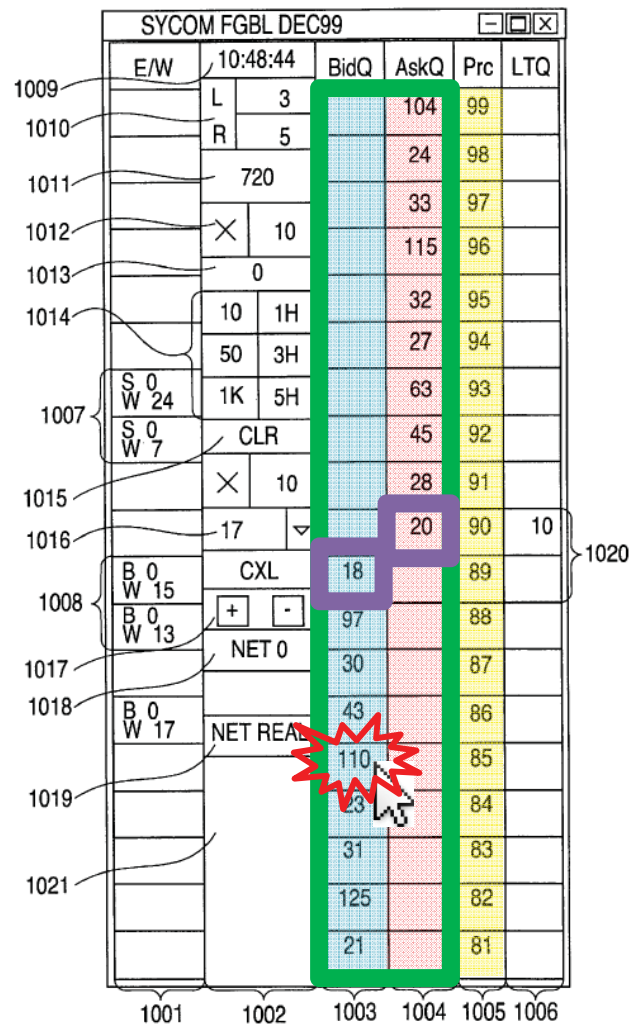 SYCOM FGBL DEC99
E/W 10:48:44 BidQ AskQ Prc LTQ
1009
L 3 104 99
1010
R 5
24 98
1011 720
33 97
1012 10 115 96
1013 0
32 95
1014
10 1H
27 94
50 3H
S 0
W 24 1K 5H 63 93
1007
S 0
W 7 CLR 45 92
1015 10 28 91
1016 17 20 90 10
1020
B 0
W 15 CXL 18 89
1008
B 0
W 13 + - 97 88
1017
NET 0 30 87
1018
B 0
W 17 43 86
NET REAL
110 85
1019
23 84
31 83
1021
125 82
21 81
1001 1002 1003 1004 1005 1006